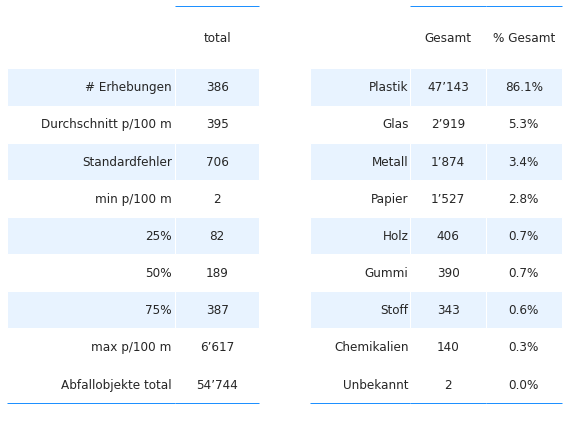 total
# Erhebungen 386
Durchschnitt p/100 m 395
Standardfehler 706
min p/100 m 2
25% 82
50% 189
75% 387
max p/100 m 6’617
Abfallobjekte total 54’744
Gesamt % Gesamt
Plastik 47’143 86.1%
Glas 2’919 5.3%
Metall 1’874 3.4%
Papier 1’527 2.8%
Holz 406 0.7%
Gummi 390 0.7%
Stoff 343 0.6%
Chemikalien 140 0.3%
Unbekannt 2 0.0%